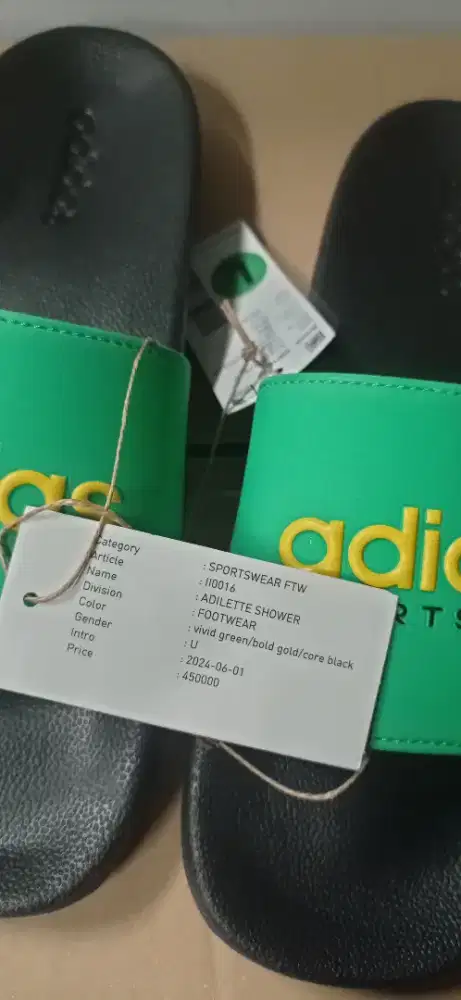 as
adi
RTS
Category : SPORTSWEAR FTW
Article : II0016
Name : ADILETTE SHOWER
Division : FOOTWEAR
Color : vivid green/bold gold/core black
Gender : U
Intro : 2024-06-01
Price : 450000